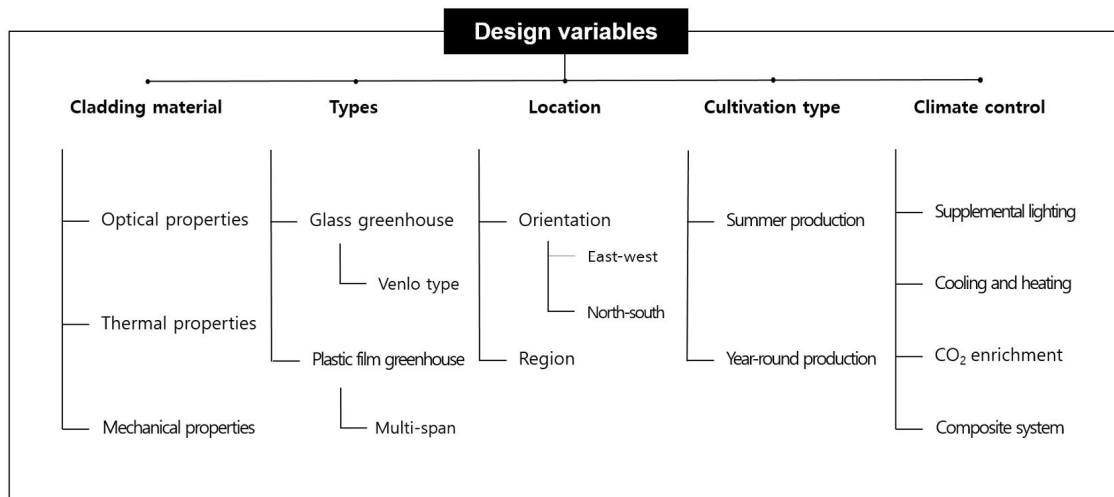 Design variables
Cladding material
Optical properties
Thermal properties
Mechanical properties
Types
Glass greenhouse
Venlo type
Plastic film greenhouse
Multi-span
Location
Orientation
East-west
North-south
Region
Cultivation type
Summer production
Year-round production
Climate control
Supplemental lighting
Cooling and heating
CO₂ enrichment
Composite system